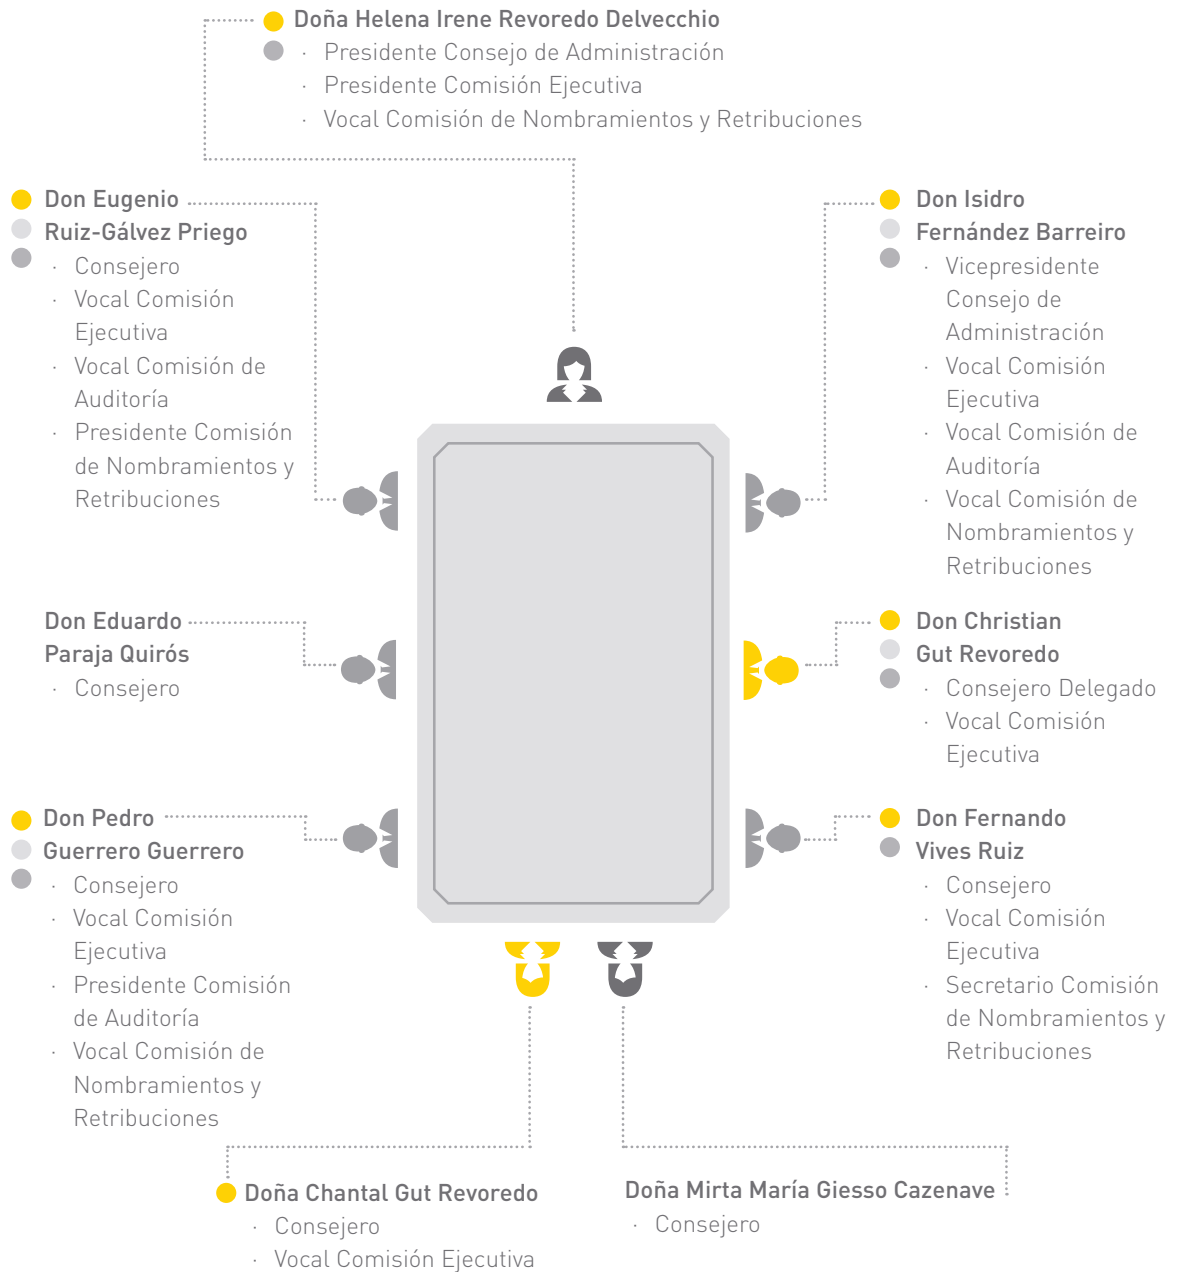 Doña Helena Irene Revoredo Delvecchio
· Presidente Consejo de Administración
· Presidente Comisión Ejecutiva
· Vocal Comisión de Nombramientos y Retribuciones
Don Eugenio
Ruiz-Gálvez Priego
· Consejero
· Vocal Comisión
Ejecutiva
· Vocal Comisión de
Auditoría
· Presidente Comisión
de Nombramientos y
Retribuciones
Don Isidro
Fernández Barreiro
· Vicepresidente
Consejo de
Administración
· Vocal Comisión
Ejecutiva
· Vocal Comisión de
Auditoría
· Vocal Comisión de
Nombramientos y
Retribuciones
Don Eduardo
Paraja Quirós
· Consejero
Don Christian
Gut Revoredo
· Consejero Delegado
· Vocal Comisión
Ejecutiva
Don Pedro
Guerrero Guerrero
· Consejero
· Vocal Comisión
Ejecutiva
· Presidente Comisión
de Auditoría
· Vocal Comisión de
Nombramientos y
Retribuciones
Don Fernando
Vives Ruiz
· Consejero
· Vocal Comisión
Ejecutiva
· Secretario Comisión
de Nombramientos y
Retribuciones
Doña Chantal Gut Revoredo
· Consejero
· Vocal Comisión Ejecutiva
Doña Mirta María Giesso Cazenave
· Consejero